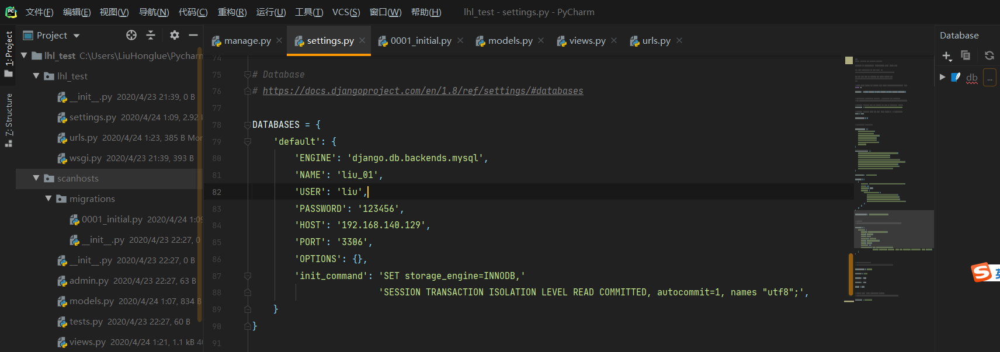 文件(F) 编辑(E) 视图(V) 导航(N) 代码(C) 重构(R) 运行(U) 工具(T) VCS(S) 窗口(W) 帮助(H) lhl_test - settings.py - PyCharm
1: Project
7: Structure
Project
lhl_test C:\Users\LiuHonglue\Pycharm
lhl_test
__init__.py 2020/4/23 21:39, 0 B
settings.py 2020/4/24 1:09, 2.92
urls.py 2020/4/24 1:23, 385 B Mor
wsgi.py 2020/4/23 21:39, 393 B
scanhosts
migrations
0001_initial.py 2020/4/24 1:09
__init__.py 2020/4/23 22:27, 0
__init__.py 2020/4/23 22:27, 0 B
admin.py 2020/4/23 22:27, 63 B
models.py 2020/4/24 1:07, 834 B
tests.py 2020/4/23 22:27, 60 B
views.py 2020/4/24 1:21, 1.1 kB 4
manage.py settings.py 0001_initial.py models.py views.py urls.py
74
75 # Database
76 # https://docs.djangoproject.com/en/1.8/ref/settings/#databases
77
78 DATABASES = {
79 'default': {
80 'ENGINE': 'django.db.backends.mysql',
81 'NAME': 'liu_01',
82 'USER': 'liu',
83 'PASSWORD': '123456',
84 'HOST': '192.168.140.129',
85 'PORT': '3306',
86 'OPTIONS': {},
87 'init_command': 'SET storage_engine=INNODB,'
88 'SESSION TRANSACTION ISOLATION LEVEL READ COMMITTED, autocommit=1, names "utf8";',
89 }
90 }
91
Database
db ...
英